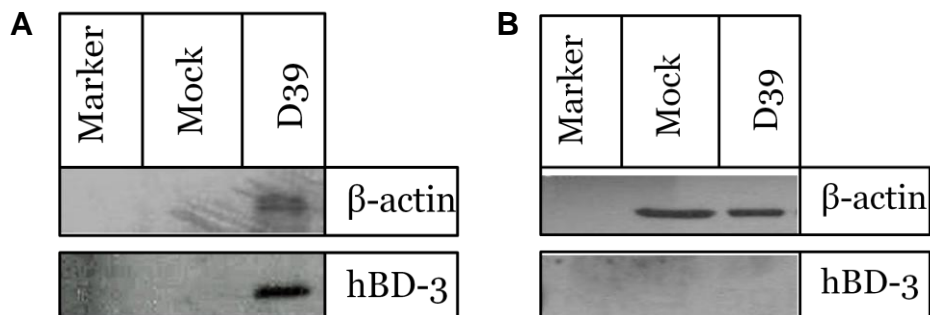 A
Marker
Mock
D39
β-actin
hBD-3
B
Marker
Mock
D39
β-actin
hBD-3